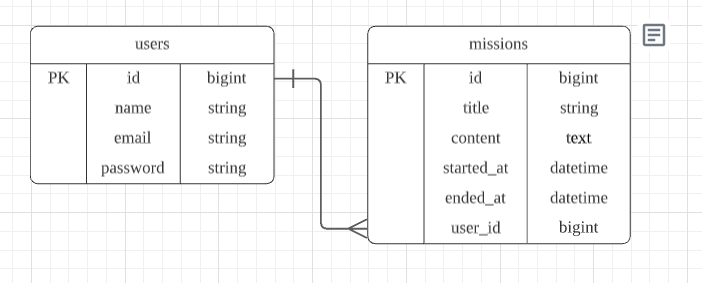 users
PK id bigint
name string
email string
password string
missions
PK id bigint
title string
content text
started_at datetime
ended_at datetime
user_id bigint